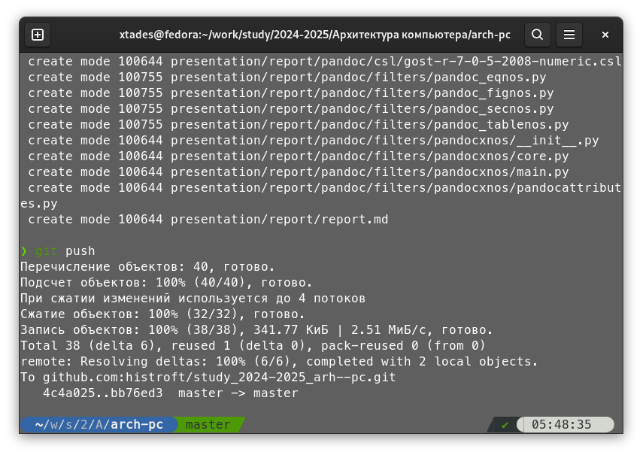 xtades@fedora:~/work/study/2024-2025/Архитектура компьютера/arch-pc
create mode 100644 presentation/report/pandoc/csl/gost-r-7-0-5-2008-numeric.csl
create mode 100755 presentation/report/pandoc/filters/pandoc_eqnos.py
create mode 100755 presentation/report/pandoc/filters/pandoc_fignos.py
create mode 100755 presentation/report/pandoc/filters/pandoc_secnos.py
create mode 100755 presentation/report/pandoc/filters/pandoc_tablenos.py
create mode 100644 presentation/report/pandoc/filters/pandocxnos/__init__.py
create mode 100644 presentation/report/pandoc/filters/pandocxnos/core.py
create mode 100644 presentation/report/pandoc/filters/pandocxnos/main.py
create mode 100644 presentation/report/pandoc/filters/pandocxnos/pandocattribut
es.py
create mode 100644 presentation/report/report.md
❯ git push
Перечисление объектов: 40, готово.
Подсчет объектов: 100% (40/40), готово.
При сжатии изменений используется до 4 потоков
Сжатие объектов: 100% (32/32), готово.
Запись объектов: 100% (38/38), 341.77 КиБ | 2.51 МиБ/с, готово.
Total 38 (delta 6), reused 1 (delta 0), pack-reused 0 (from 0)
remote: Resolving deltas: 100% (6/6), completed with 2 local objects.
To github.com:histroft/study_2024-2025_arh--pc.git
4c4a025..bb76ed3  master -> master
~/w/s/2/A/arch-pc master ✔ 05:48:35